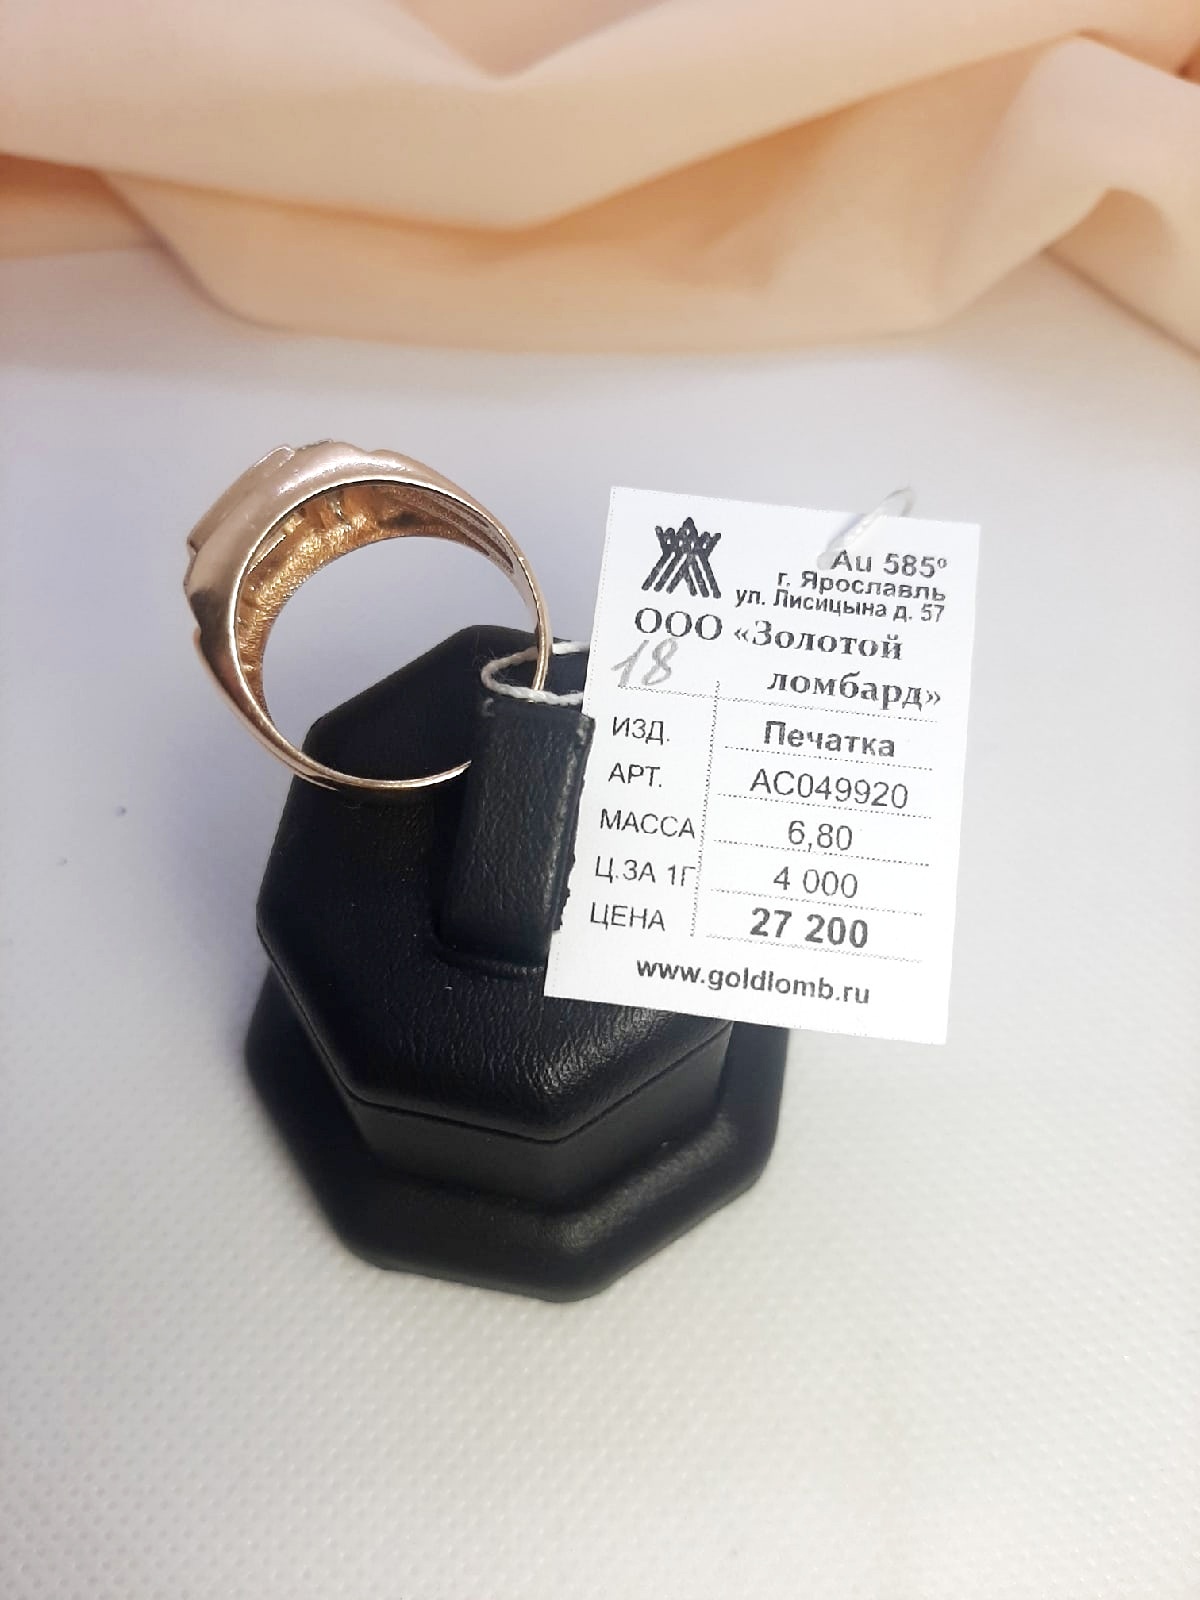 Au 585°
г. Ярославль
ул. Лисицына д. 57
ООО «Золотой
18 ломбард»
ИЗД. Печатка
АРТ. АС049920
МАССА 6,80
Ц.ЗА 1Г 4 000
ЦЕНА 27 200
www.goldlomb.ru